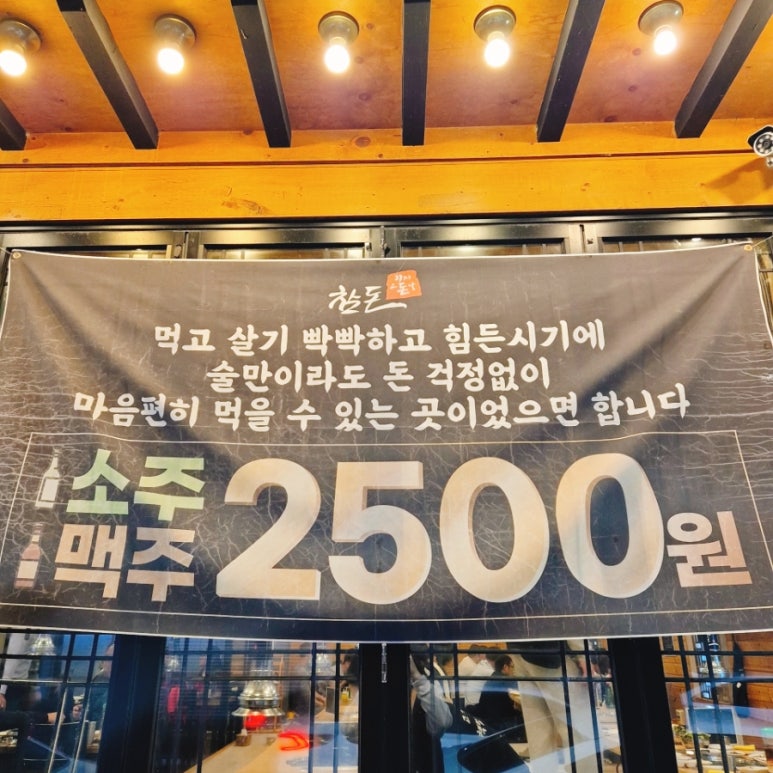 참돈
먹고 살기 빡빡하고 힘든시기에
술만이라도 돈 걱정없이
마음편히 먹을 수 있는 곳이었으면 합니다
소주
맥주
2500원